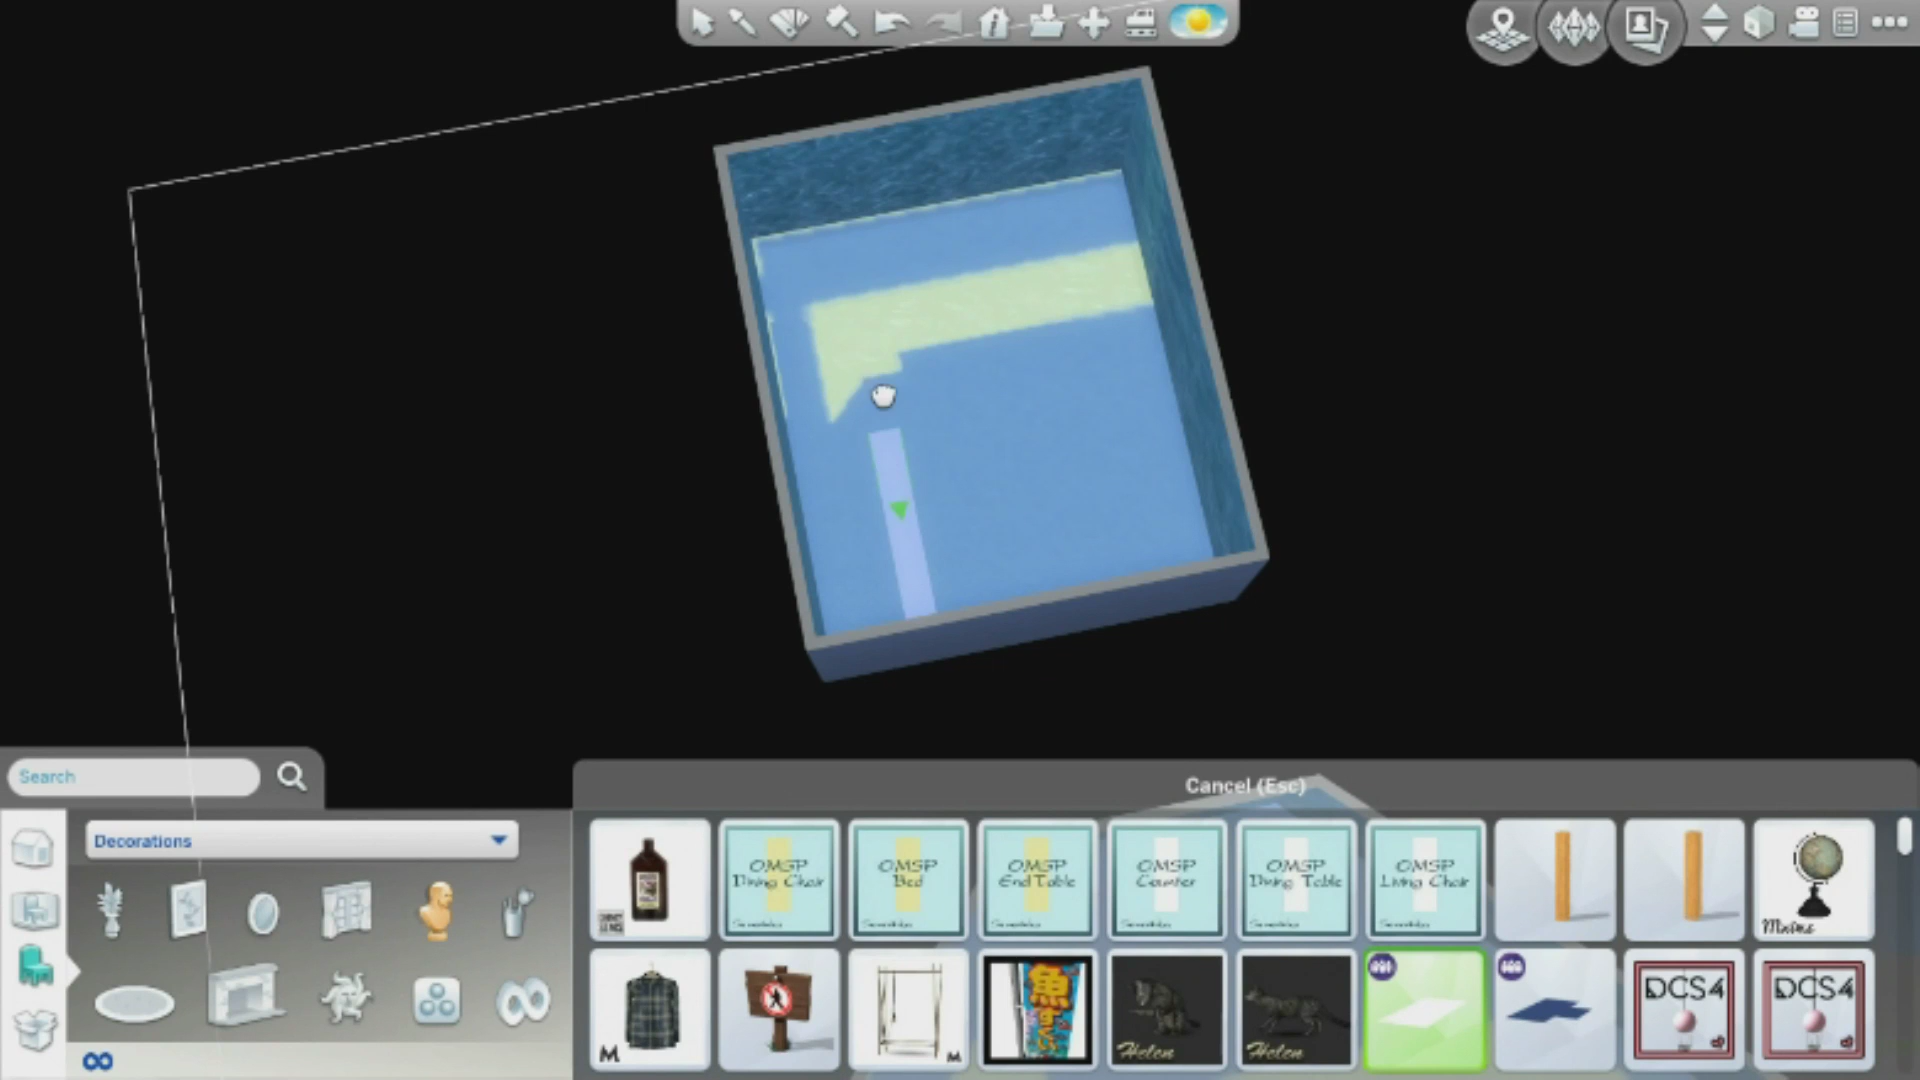 Search
Cancel (Esc)
Decorations
OMSP
Dining Chair
OMSP
Bed
OMSP
End Table
OMSP
Counter
OMSP
Dining Table
OMSP
Living Chair
M
M
魚
Helen
Helen
DCS4
DCS4